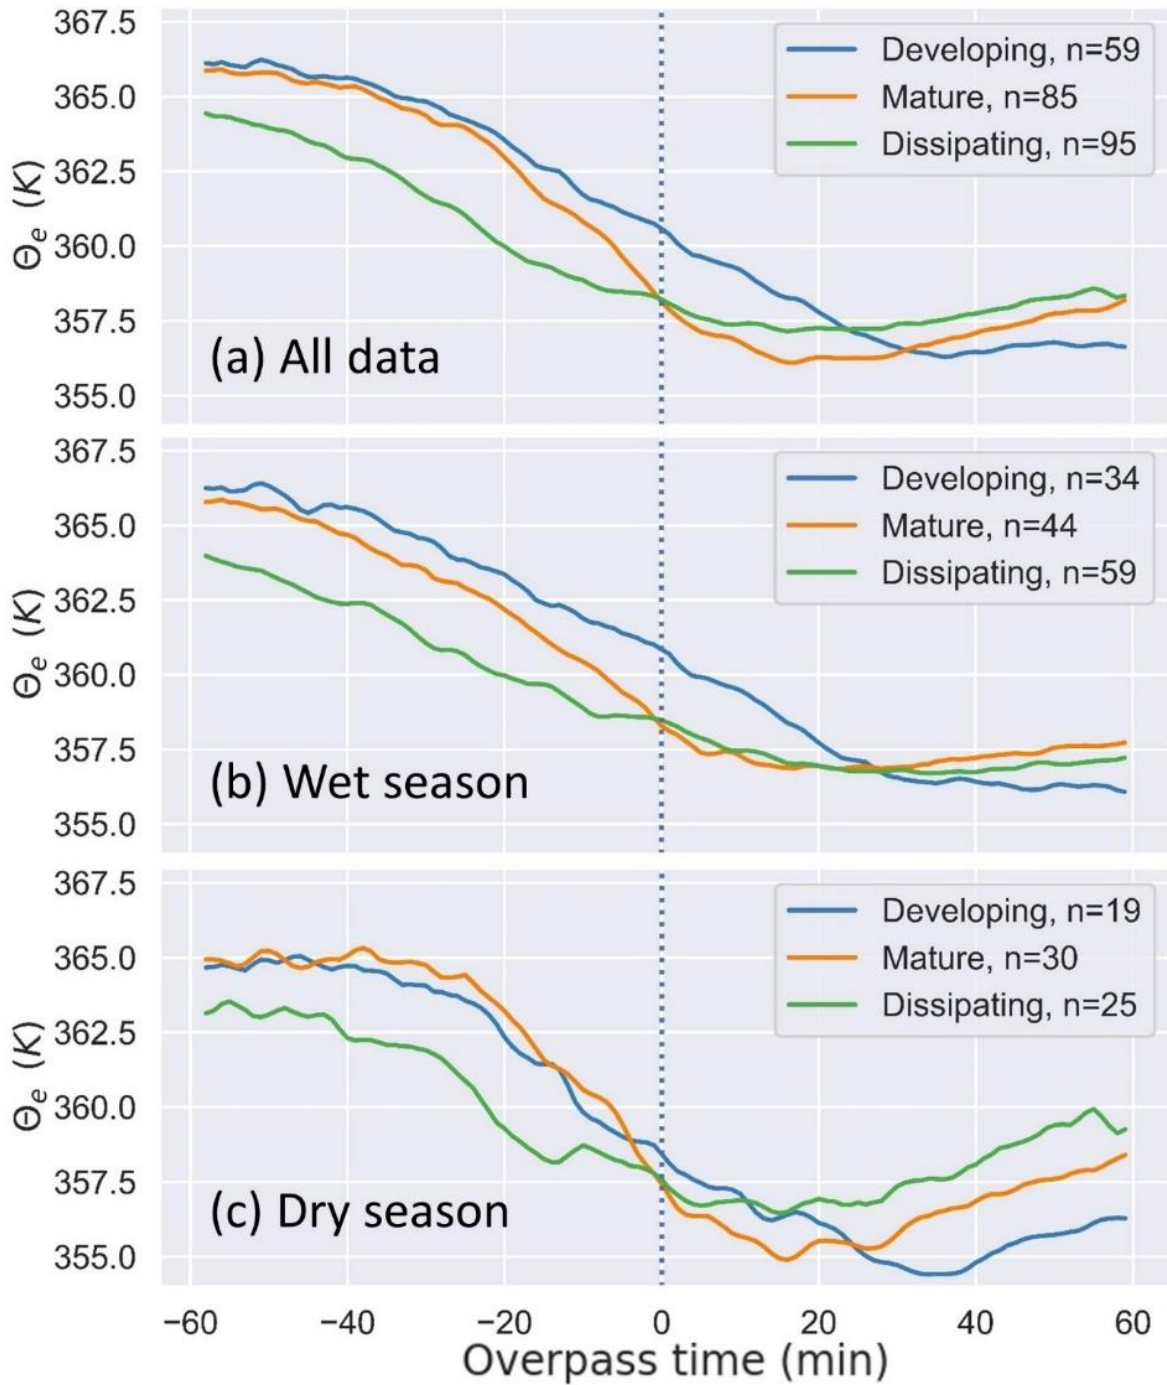 367.5
365.0
362.5
360.0
357.5
355.0
Θe (K)
Developing, n=59
Mature, n=85
Dissipating, n=95
(a) All data
367.5
365.0
362.5
360.0
357.5
355.0
Θe (K)
Developing, n=34
Mature, n=44
Dissipating, n=59
(b) Wet season
367.5
365.0
362.5
360.0
357.5
355.0
Θe (K)
Developing, n=19
Mature, n=30
Dissipating, n=25
(c) Dry season
−60 −40 −20 0 20 40 60
Overpass time (min)